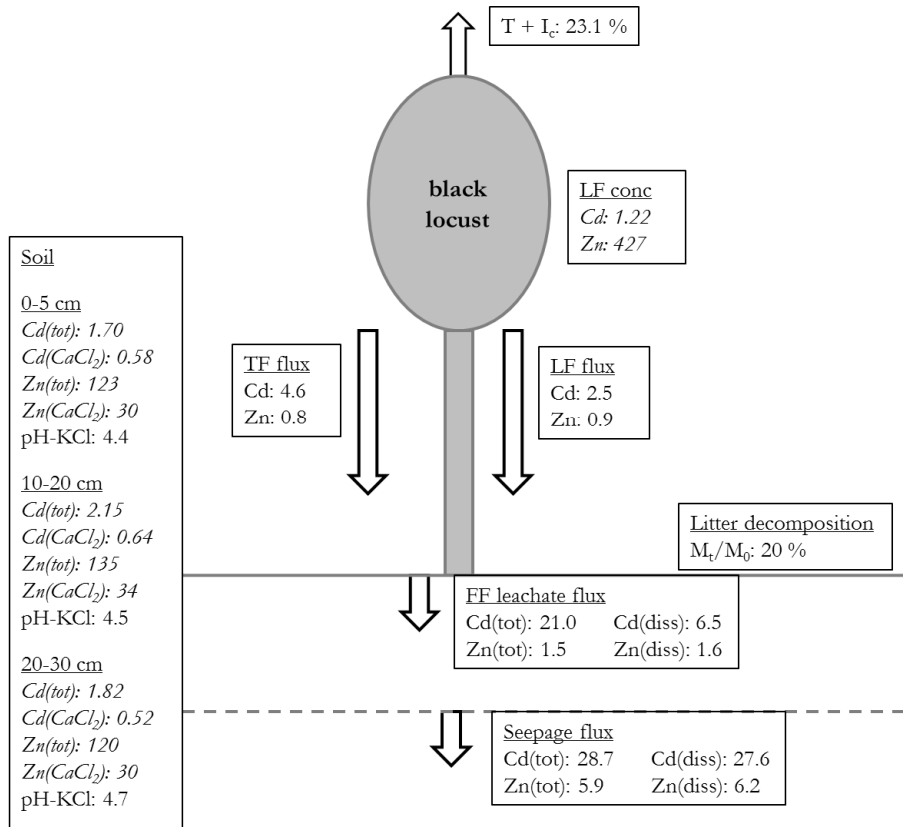 T + I_c: 23.1 %
black
locust
LF conc
Cd: 1.22
Zn: 427
Soil
0-5 cm
Cd(tot): 1.70
Cd(CaCl₂): 0.58
Zn(tot): 123
Zn(CaCl₂): 30
pH-KCl: 4.4
10-20 cm
Cd(tot): 2.15
Cd(CaCl₂): 0.64
Zn(tot): 135
Zn(CaCl₂): 34
pH-KCl: 4.5
20-30 cm
Cd(tot): 1.82
Cd(CaCl₂): 0.52
Zn(tot): 120
Zn(CaCl₂): 30
pH-KCl: 4.7
TF flux
Cd: 4.6
Zn: 0.8
LF flux
Cd: 2.5
Zn: 0.9
Litter decomposition
Mₜ/M₀: 20 %
FF leachate flux
Cd(tot): 21.0 Cd(diss): 6.5
Zn(tot): 1.5 Zn(diss): 1.6
Seepage flux
Cd(tot): 28.7 Cd(diss): 27.6
Zn(tot): 5.9 Zn(diss): 6.2